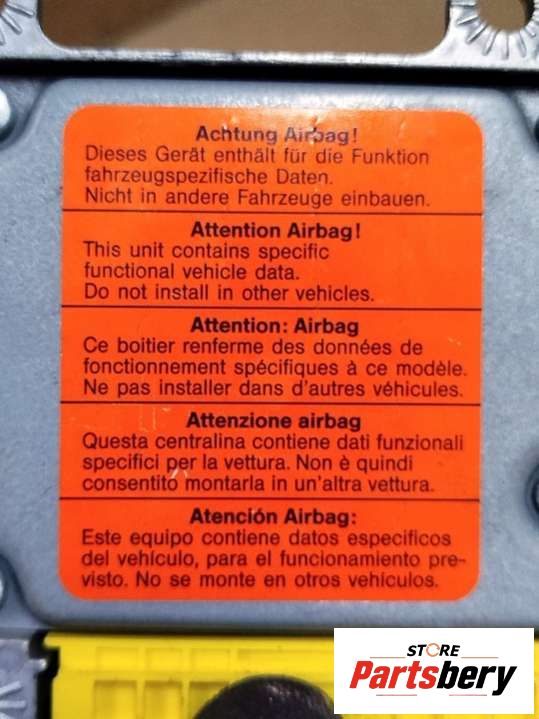 Achtung Airbag!
Dieses Gerät enthält für die Funktion
fahrzeugspezifische Daten.
Nicht in andere Fahrzeuge einbauen.
Attention Airbag!
This unit contains specific
functional vehicle data.
Do not install in other vehicles.
Attention: Airbag
Ce boitier renferme des données de
fonctionnement spécifiques à ce modèle.
Ne pas installer dans d'autres véhicules.
Attenzione airbag
Questa centralina contiene dati funzionali
specifici per la vettura. Non è quindi
consentito montarla in un'altra vettura.
Atención Airbag:
Este equipo contiene datos especificos
del vehículo, para el funcionamiento pre-
visto. No se monte en otros vehículos.
STORE
Partsbery